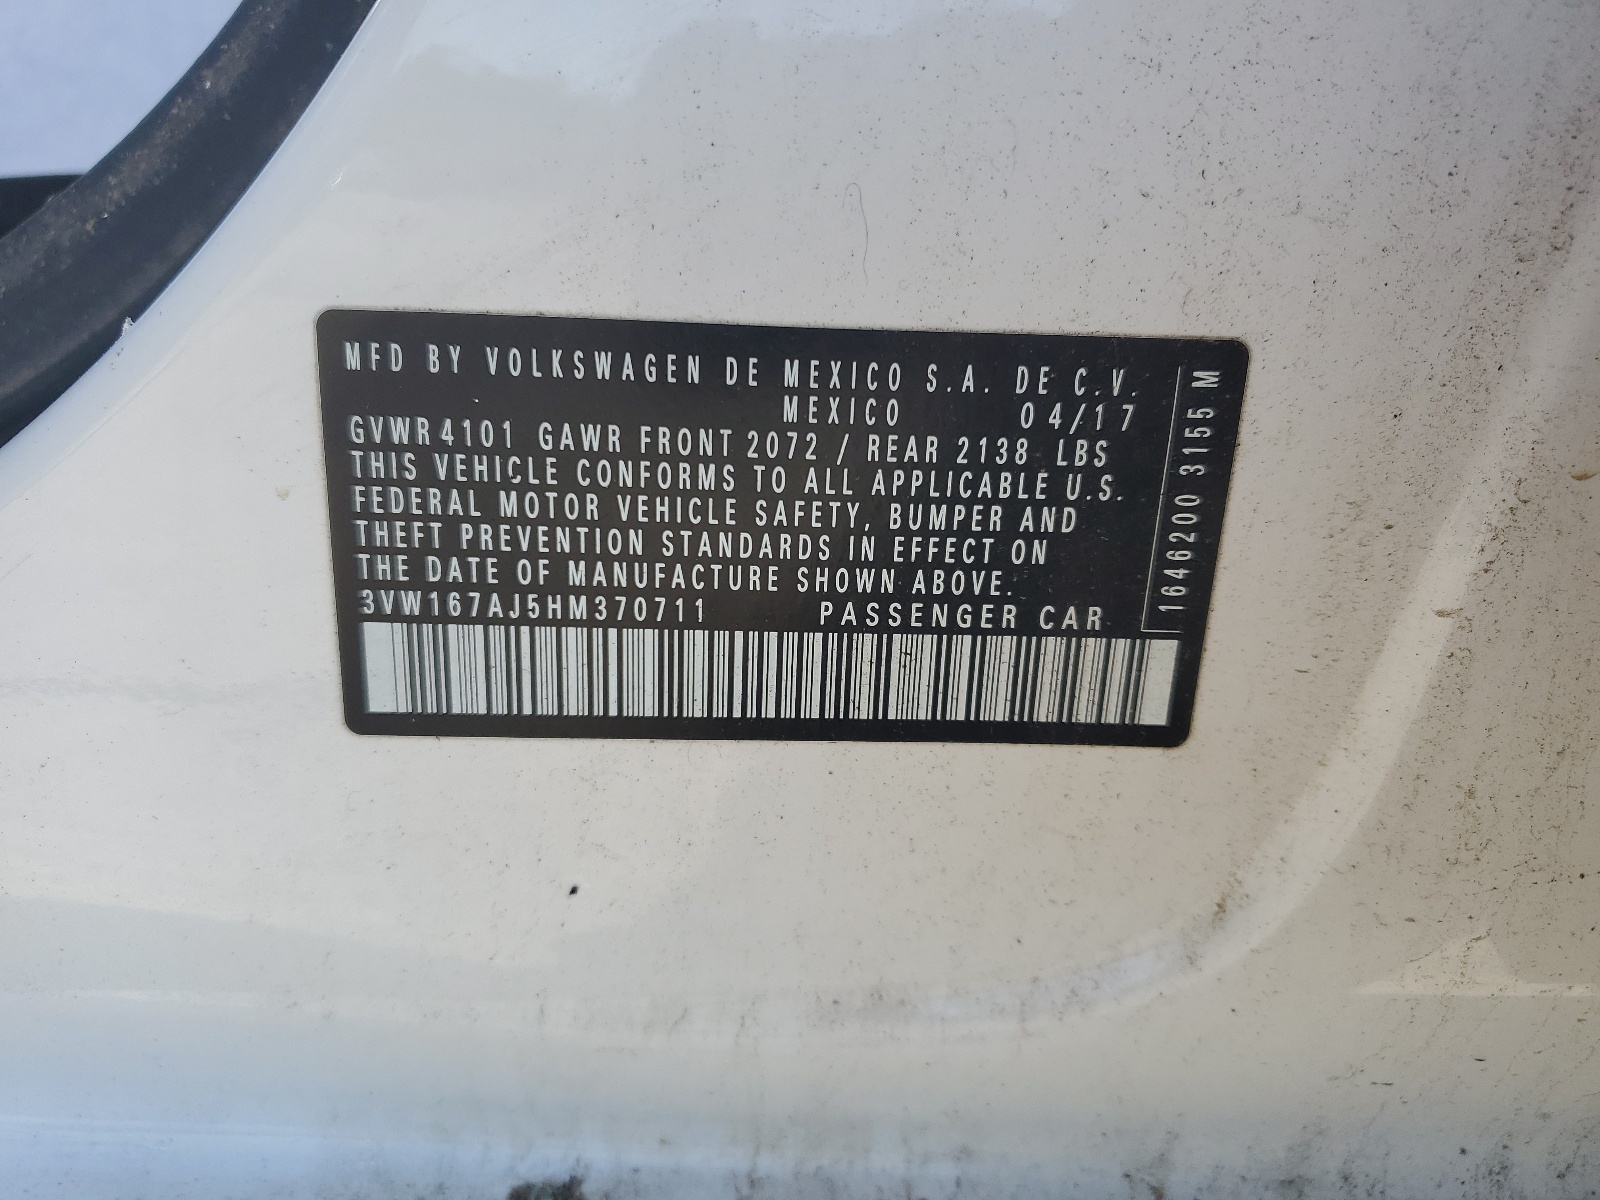 MFD BY VOLKSWAGEN DE MEXICO S.A. DE C.V.
MEXICO 04/17
GVWR 4101 GAWR FRONT 2072 / REAR 2138 LBS
THIS VEHICLE CONFORMS TO ALL APPLICABLE U.S.
FEDERAL MOTOR VEHICLE SAFETY, BUMPER AND
THEFT PREVENTION STANDARDS IN EFFECT ON
THE DATE OF MANUFACTURE SHOWN ABOVE.
3VW167AJ5HM370711 PASSENGER CAR
1646200 3155 M